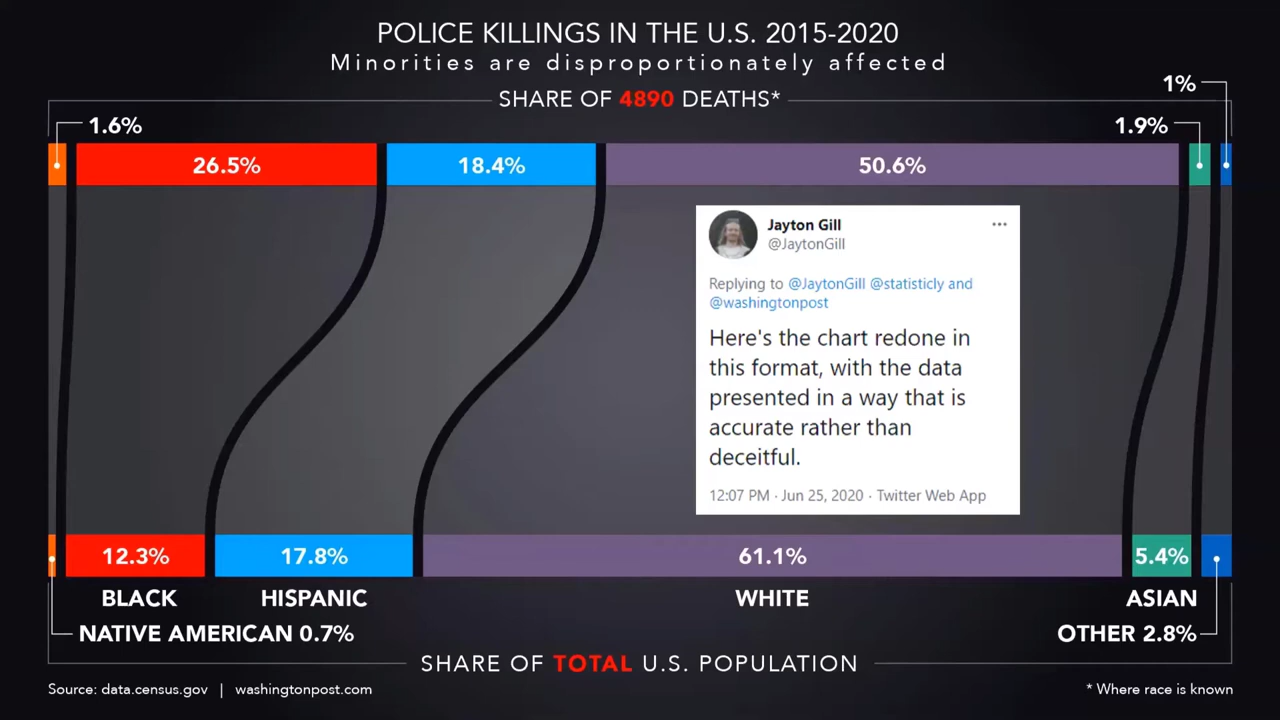 POLICE KILLINGS IN THE U.S. 2015-2020
Minorities are disproportionately affected
SHARE OF 4890 DEATHS*
1%
1.6%
1.9%
26.5%
18.4%
50.6%
Jayton Gill
@JaytonGill
Replying to @JaytonGill @statisticly and
@washingtonpost
Here's the chart redone in
this format, with the data
presented in a way that is
accurate rather than
deceitful.
12:07 PM · Jun 25, 2020 · Twitter Web App
12.3%
17.8%
61.1%
5.4%
BLACK
HISPANIC
WHITE
ASIAN
NATIVE AMERICAN 0.7%
OTHER 2.8%
SHARE OF TOTAL U.S. POPULATION
Source: data.census.gov | washingtonpost.com
* Where race is known